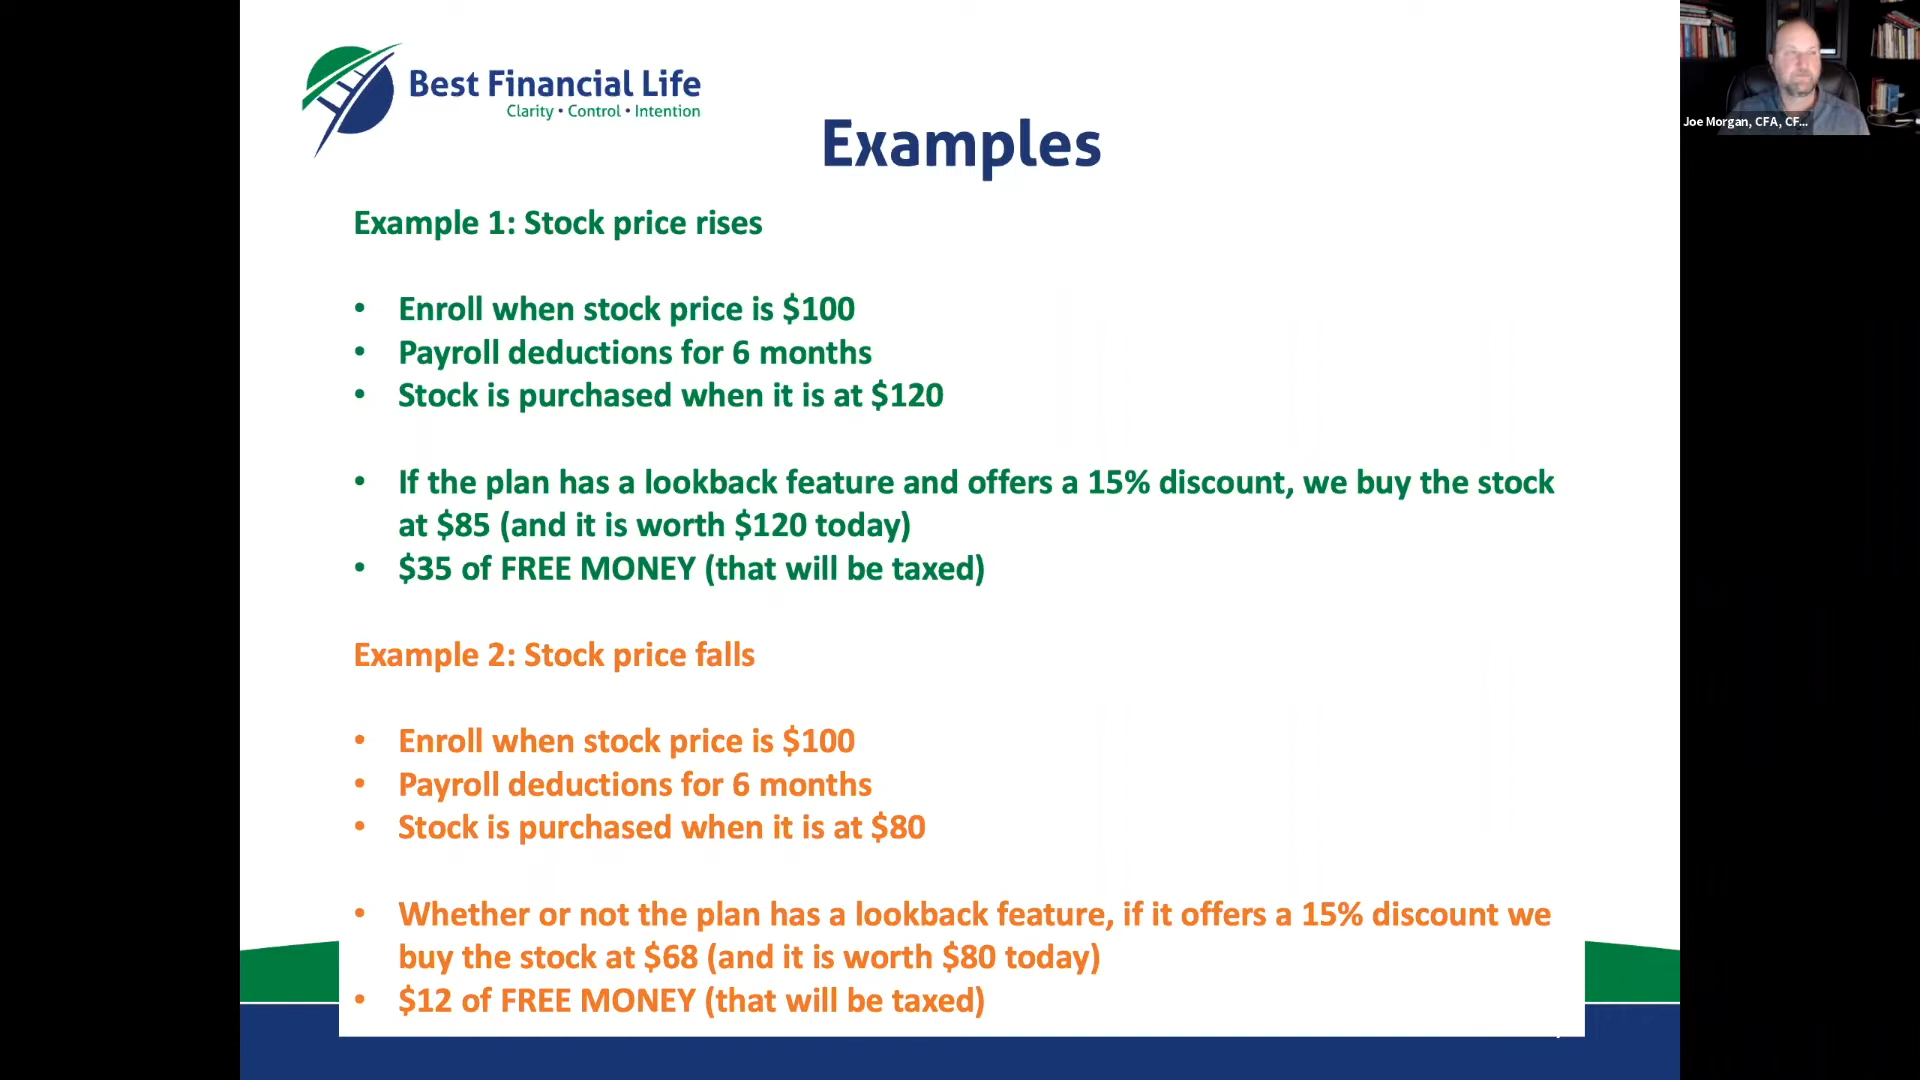 Best Financial Life
Clarity • Control • Intention
Joe Morgan, CFA, CF...
Examples
Example 1: Stock price rises
• Enroll when stock price is $100
• Payroll deductions for 6 months
• Stock is purchased when it is at $120
• If the plan has a lookback feature and offers a 15% discount, we buy the stock
at $85 (and it is worth $120 today)
• $35 of FREE MONEY (that will be taxed)
Example 2: Stock price falls
• Enroll when stock price is $100
• Payroll deductions for 6 months
• Stock is purchased when it is at $80
• Whether or not the plan has a lookback feature, if it offers a 15% discount we
buy the stock at $68 (and it is worth $80 today)
• $12 of FREE MONEY (that will be taxed)